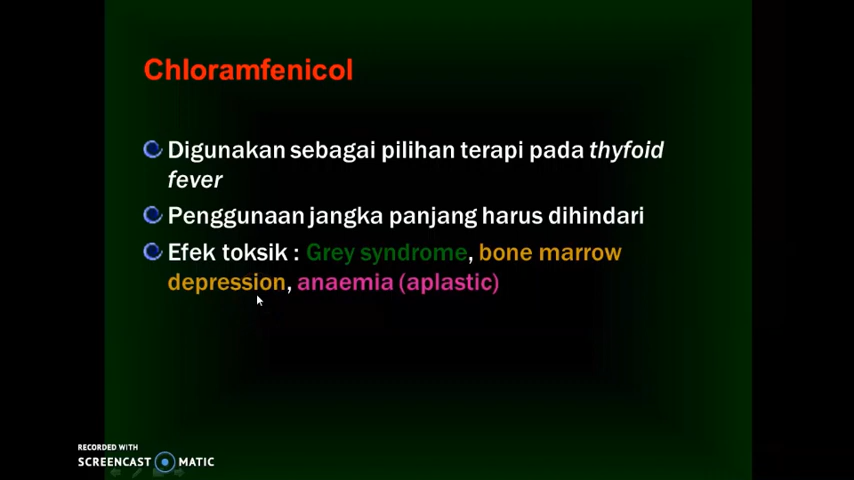 Chloramfenicol
Digunakan sebagai pilihan terapi pada thyfoid
fever
Penggunaan jangka panjang harus dihindari
Efek toksik : Grey syndrome, bone marrow
depression, anaemia (aplastic)
RECORDED WITH
SCREENCAST MATIC